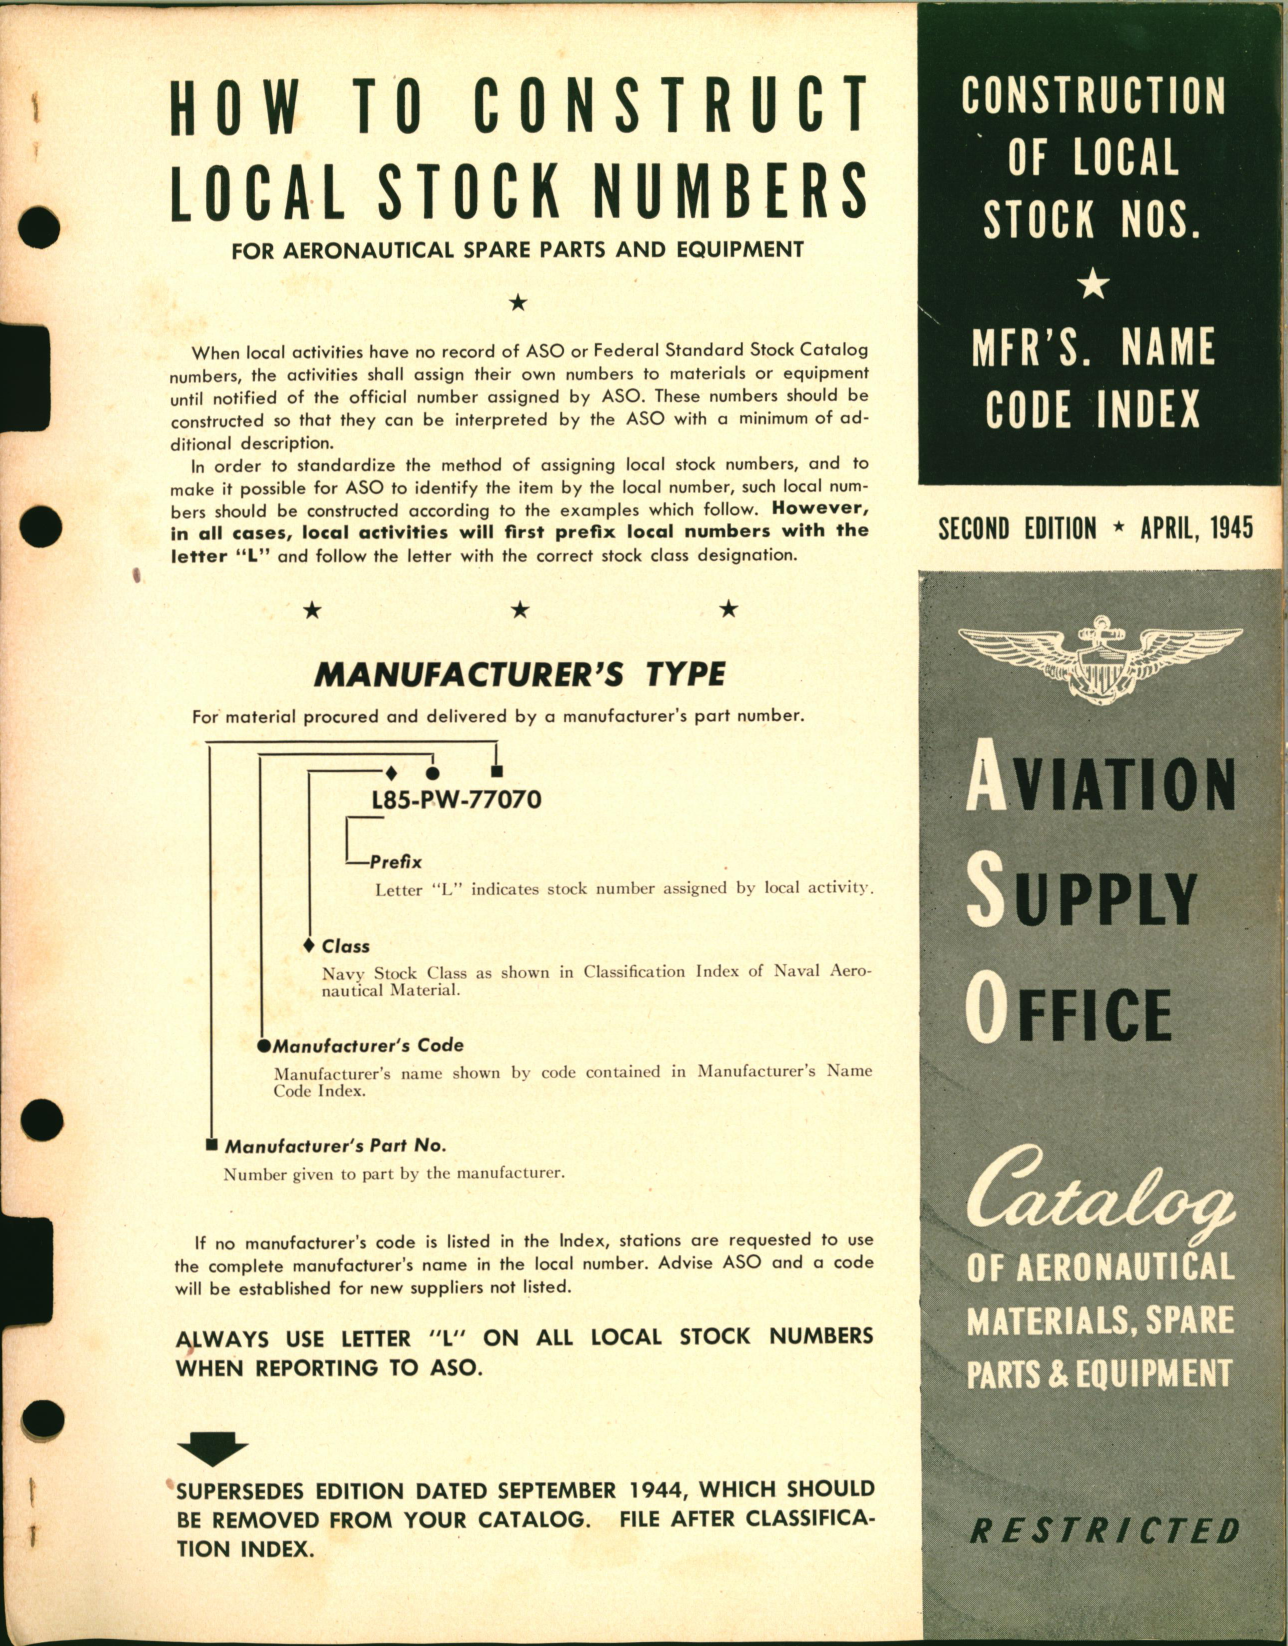 HOW TO CONSTRUCT
LOCAL STOCK NUMBERS
FOR AERONAUTICAL SPARE PARTS AND EQUIPMENT
When local activities have no record of ASO or Federal Standard Stock Catalog
numbers, the activities shall assign their own numbers to materials or equipment
until notified of the official number assigned by ASO. These numbers should be
constructed so that they can be interpreted by the ASO with a minimum of ad-
ditional description.
In order to standardize the method of assigning local stock numbers, and to
make it possible for ASO to identify the item by the local number, such local num-
bers should be constructed according to the examples which follow. However,
in all cases, local activities will first prefix local numbers with the
letter "L" and follow the letter with the correct stock class designation.
MANUFACTURER'S TYPE
For material procured and delivered by a manufacturer's part number.
L85-PW-77070
Prefix
Letter "L" indicates stock number assigned by local activity.
Class
Navy Stock Class as shown in Classification Index of Naval Aero-
nautical Material.
Manufacturer's Code
Manufacturer's name shown by code contained in Manufacturer's Name
Code Index.
Manufacturer's Part No.
Number given to part by the manufacturer.
If no manufacturer's code is listed in the Index, stations are requested to use
the complete manufacturer's name in the local number. Advise ASO and a code
will be established for new suppliers not listed.
ALWAYS USE LETTER "L" ON ALL LOCAL STOCK NUMBERS
WHEN REPORTING TO ASO.
SUPERSEDES EDITION DATED SEPTEMBER 1944, WHICH SHOULD
BE REMOVED FROM YOUR CATALOG. FILE AFTER CLASSIFICA-
TION INDEX.
CONSTRUCTION
OF LOCAL
STOCK NOS.
★
MFR'S. NAME
CODE INDEX
SECOND EDITION ★ APRIL, 1945
AVIATION
SUPPLY
OFFICE
Catalog
OF AERONAUTICAL
MATERIALS, SPARE
PARTS & EQUIPMENT
RESTRICTED